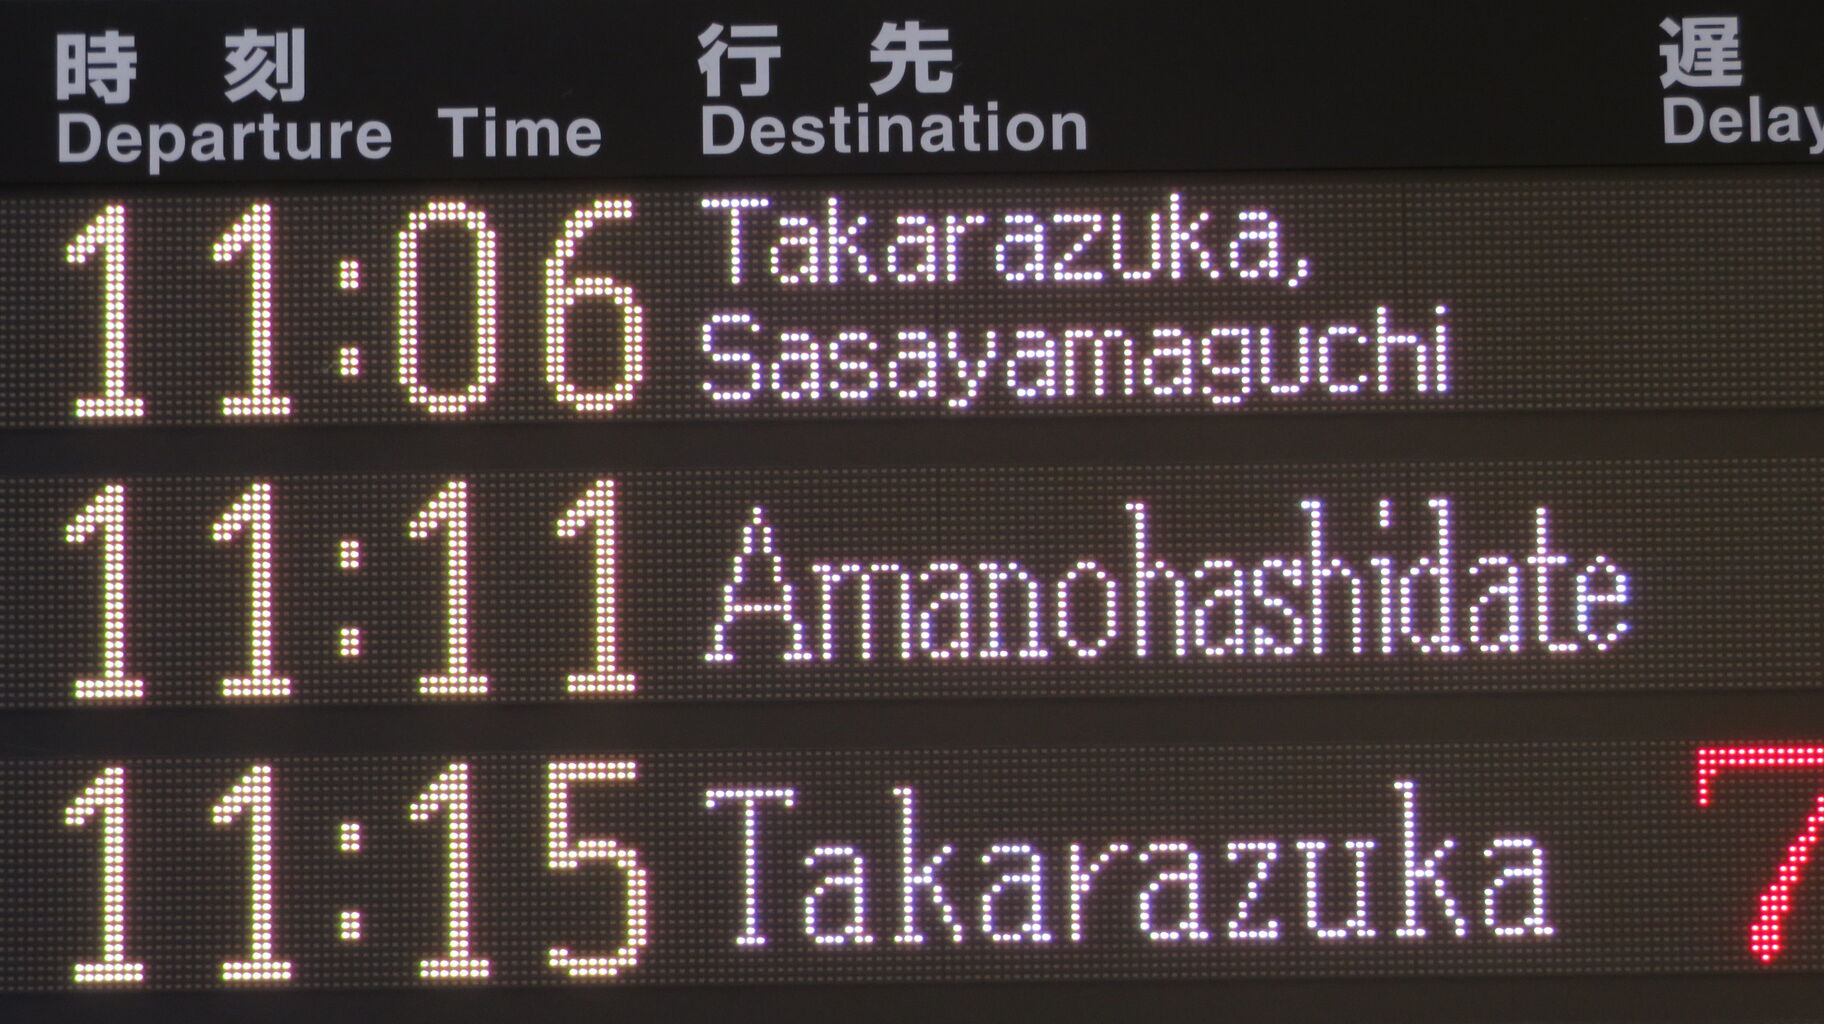 時刻 行先 遅
Departure Time Destination Delay
11:06 Takarazuka,
Sasayamaguchi
11:11 Amanohashidate
11:15 Takarazuka 7